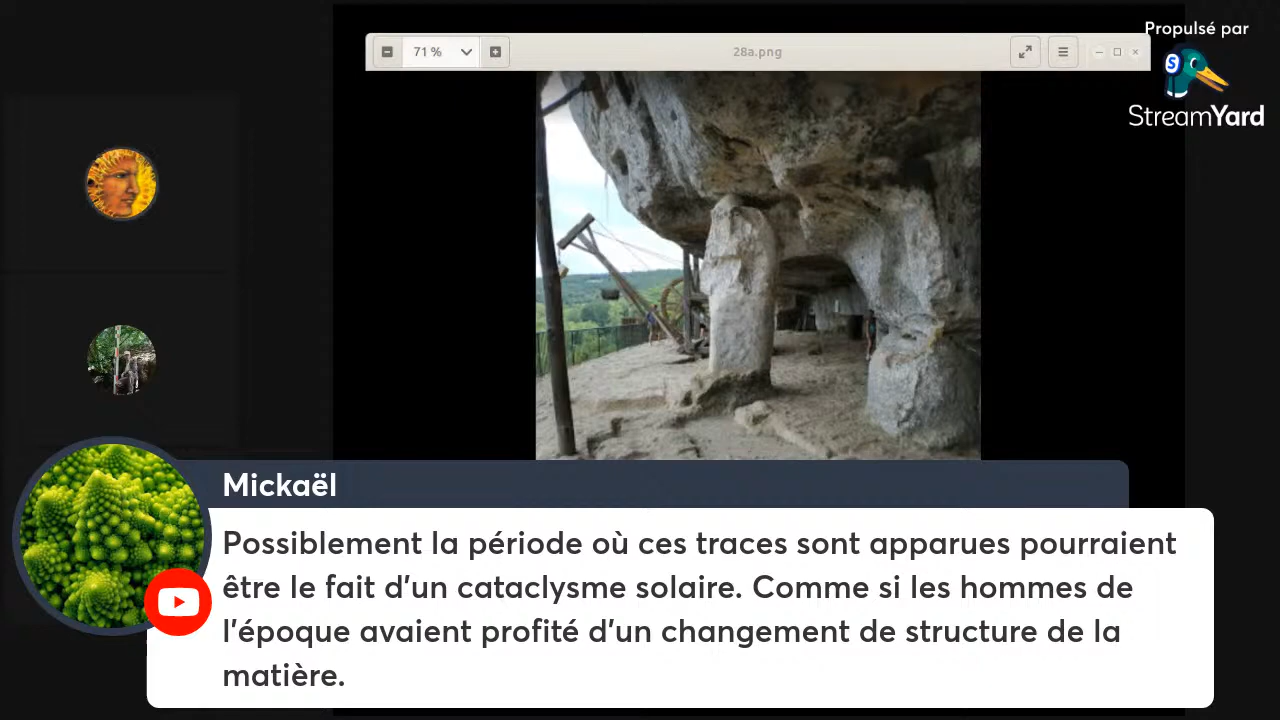 Propulsé par
71 %
28a.png
S
StreamYard
Mickaël
Possiblement la période où ces traces sont apparues pourraient
être le fait d'un cataclysme solaire. Comme si les hommes de
l'époque avaient profité d'un changement de structure de la
matière.